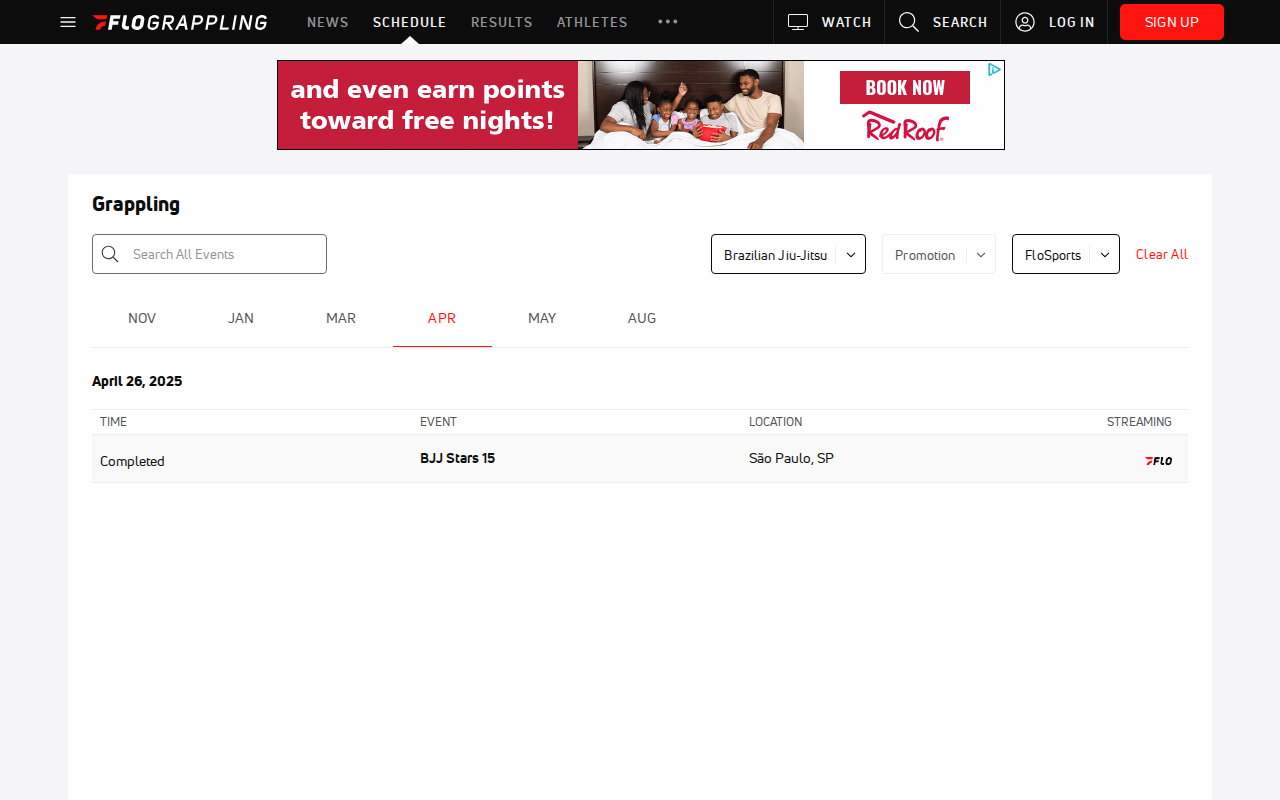 FLOGRAPPLING
NEWS
SCHEDULE
RESULTS
ATHLETES
WATCH
SEARCH
LOG IN
SIGN UP
and even earn points
toward free nights!
BOOK NOW
Red Roof
Grappling
Search All Events
Brazilian Jiu-Jitsu
Promotion
FloSports
Clear All
NOV
JAN
MAR
APR
MAY
AUG
April 26, 2025
TIME
EVENT
LOCATION
STREAMING
Completed
BJJ Stars 15
São Paulo, SP
FLO